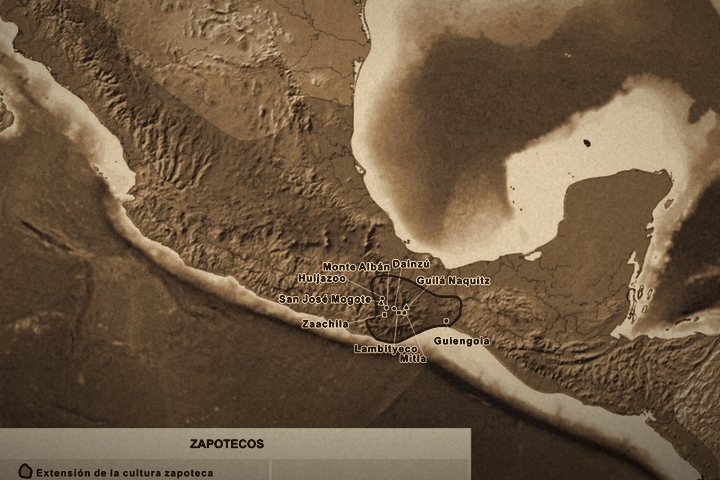 Monte Albán Dainzú
Huijazoo
Guilá Naquitz
San José Mogote
Zaachila
Guiengola
Lambityeco
Mitla
ZAPOTECOS
Extensión de la cultura zapoteca